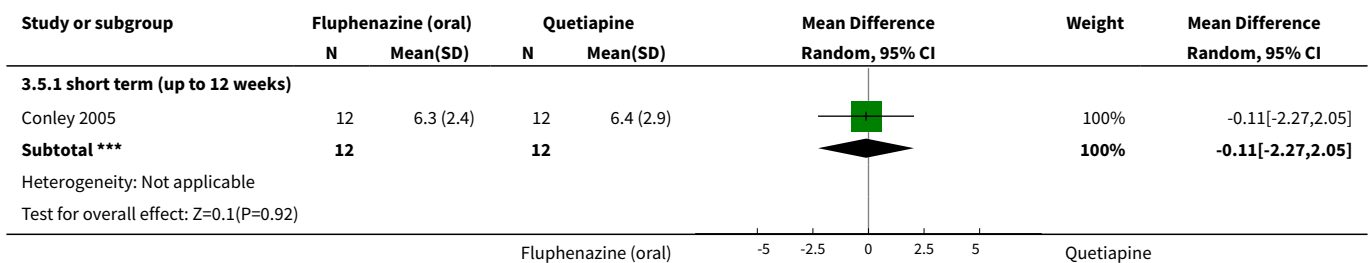 Study or subgroup Fluphenazine (oral) Quetiapine Mean Difference Weight Mean Difference
N Mean(SD) N Mean(SD) Random, 95% CI Random, 95% CI
3.5.1 short term (up to 12 weeks)
Conley 2005 12 6.3 (2.4) 12 6.4 (2.9) 100% -0.11[-2.27,2.05]
Subtotal *** 12 12 100% -0.11[-2.27,2.05]
Heterogeneity: Not applicable
Test for overall effect: Z=0.1(P=0.92)
Fluphenazine (oral) -5 -2.5 0 2.5 5 Quetiapine